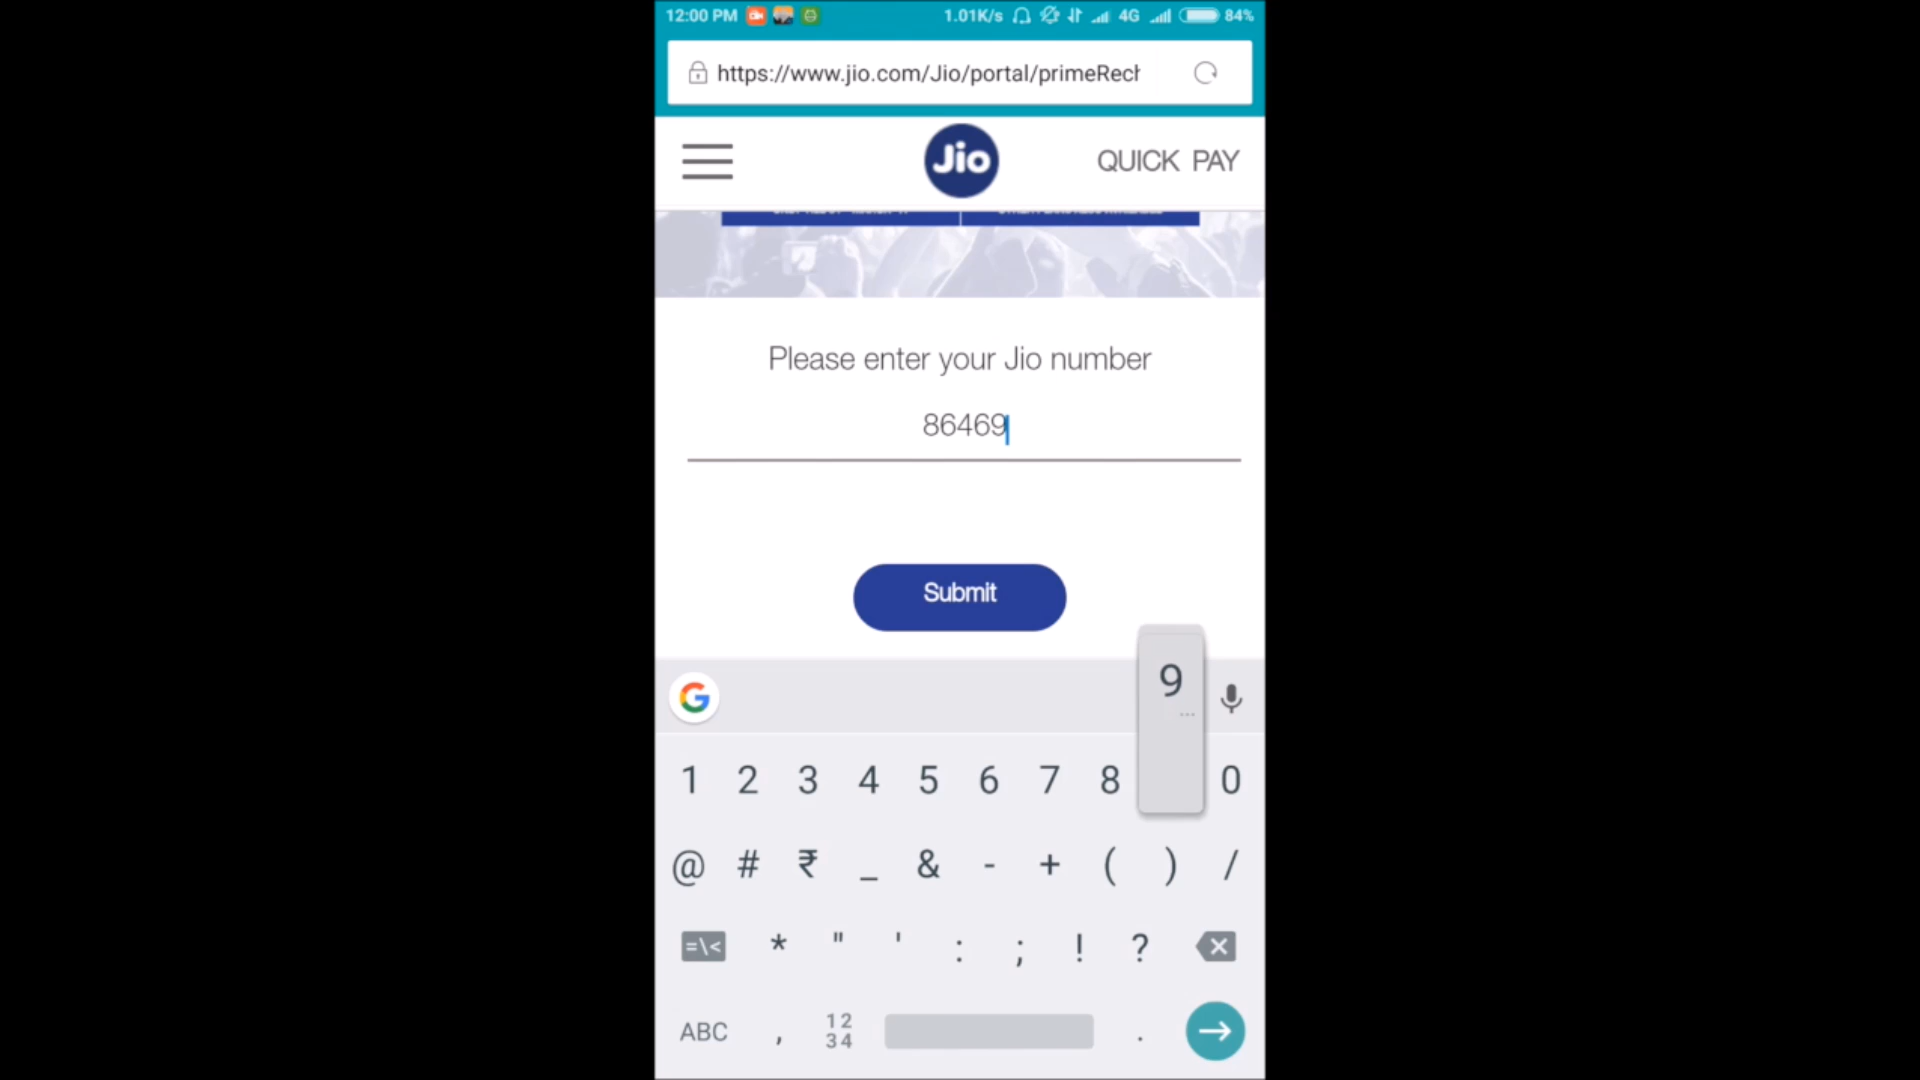 12:00 PM 1.01K/s 4G 84%
https://www.jio.com/Jio/portal/primeRech
Jio QUICK PAY
Please enter your Jio number
86469
Submit
G 9 ...
1 2 3 4 5 6 7 8 0
@ # ₹ _ & - + ( ) /
=\< * " ' : ; ! ?
ABC , 12 34 .